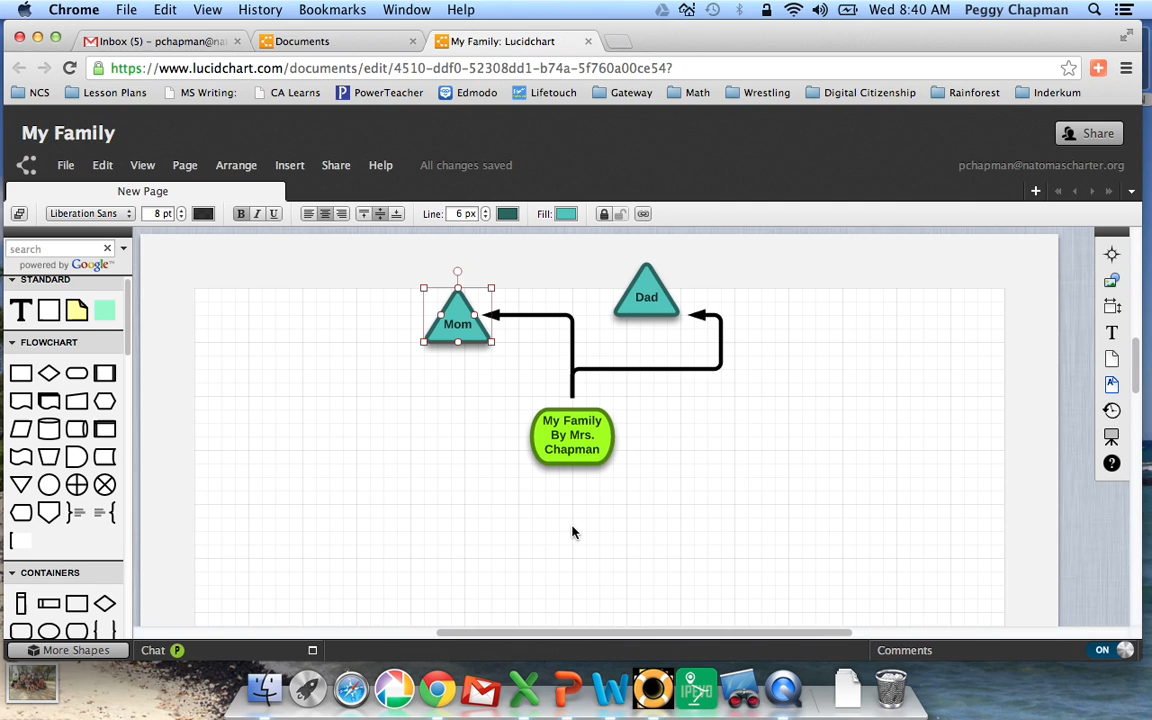 Chrome File Edit View History Bookmarks Window Help Wed 8:40 AM Peggy Chapman
Inbox (5) – pchapman@na
Documents
My Family: Lucidchart
https://www.lucidchart.com/documents/edit/4510-ddf0-52308dd1-b74a-5f760a00ce54?
NCS Lesson Plans MS Writing: CA Learns PowerTeacher Edmodo Lifetouch Gateway Math Wrestling Digital Citizenship Rainforest Inderkum
My Family
Share
File Edit View Page Arrange Insert Share Help All changes saved pchapman@natomascharter.org
New Page
Liberation Sans 8 pt B I U Line: 6 px Fill:
search
powered by Google™
STANDARD
T
FLOWCHART
CONTAINERS
More Shapes
Mom
Dad
My Family
By Mrs.
Chapman
T
A
?
Chat P
Comments ON
IPEVO